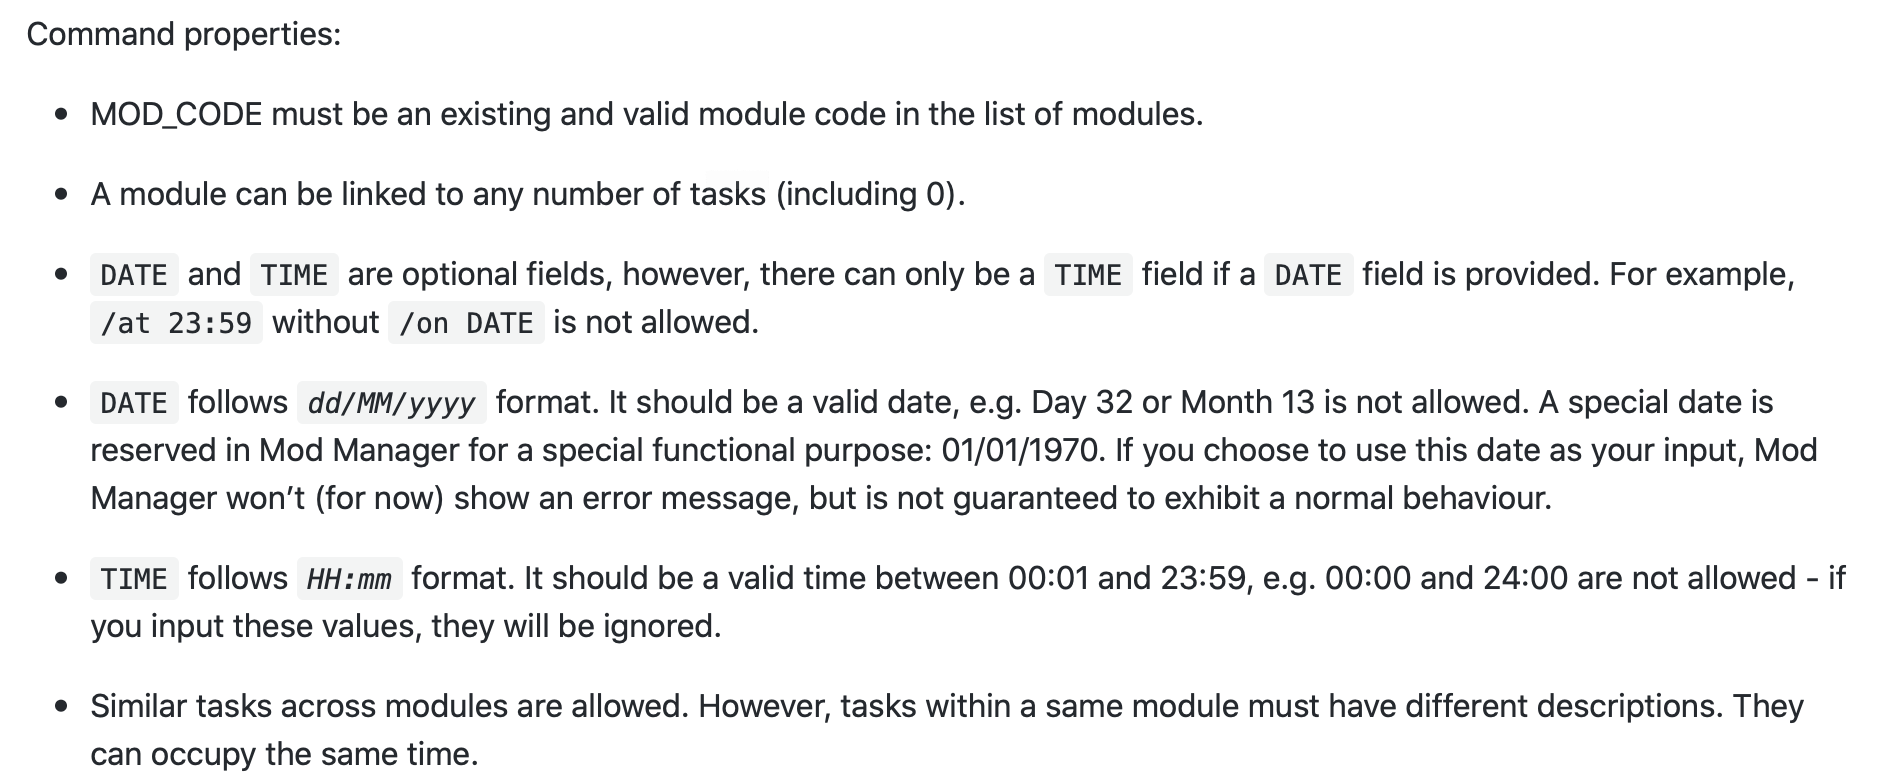 Command properties:
• MOD_CODE must be an existing and valid module code in the list of modules.
• A module can be linked to any number of tasks (including 0).
• DATE and TIME are optional fields, however, there can only be a TIME field if a DATE field is provided. For example,
/at 23:59 without /on DATE is not allowed.
• DATE follows dd/MM/yyyy format. It should be a valid date, e.g. Day 32 or Month 13 is not allowed. A special date is
reserved in Mod Manager for a special functional purpose: 01/01/1970. If you choose to use this date as your input, Mod
Manager won’t (for now) show an error message, but is not guaranteed to exhibit a normal behaviour.
• TIME follows HH:mm format. It should be a valid time between 00:01 and 23:59, e.g. 00:00 and 24:00 are not allowed - if
you input these values, they will be ignored.
• Similar tasks across modules are allowed. However, tasks within a same module must have different descriptions. They
can occupy the same time.